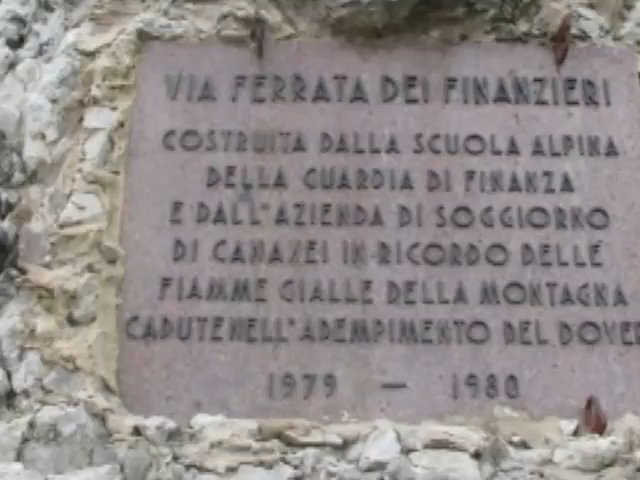 VIA FERRATA DEI FINANZIERI
COSTRUITA DALLA SCUOLA ALPINA
DELLA GUARDIA DI FINANZA
E DALL'AZIENDA DI SOGGIORNO
DI CANAZEI IN RICORDO DELLE
FIAMME GIALLE DELLA MONTAGNA
CADUTE NELL'ADEMPIMENTO DEL DOVER
1979 — 1980